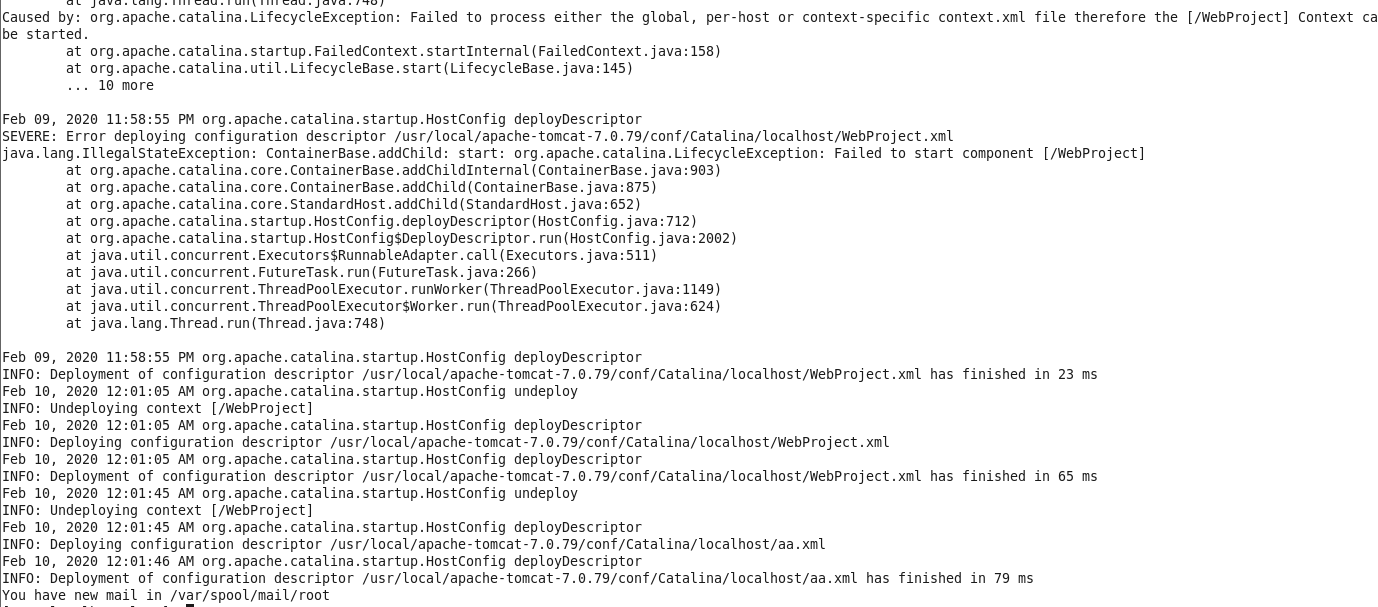 at java.lang.Thread.run(Thread.java:748)
Caused by: org.apache.catalina.LifecycleException: Failed to process either the global, per-host or context-specific context.xml file therefore the [/WebProject] Context ca
be started.
at org.apache.catalina.startup.FailedContext.startInternal(FailedContext.java:158)
at org.apache.catalina.util.LifecycleBase.start(LifecycleBase.java:145)
... 10 more
Feb 09, 2020 11:58:55 PM org.apache.catalina.startup.HostConfig deployDescriptor
SEVERE: Error deploying configuration descriptor /usr/local/apache-tomcat-7.0.79/conf/Catalina/localhost/WebProject.xml
java.lang.IllegalStateException: ContainerBase.addChild: start: org.apache.catalina.LifecycleException: Failed to start component [/WebProject]
at org.apache.catalina.core.ContainerBase.addChildInternal(ContainerBase.java:903)
at org.apache.catalina.core.ContainerBase.addChild(ContainerBase.java:875)
at org.apache.catalina.core.StandardHost.addChild(StandardHost.java:652)
at org.apache.catalina.startup.HostConfig.deployDescriptor(HostConfig.java:712)
at org.apache.catalina.startup.HostConfig$DeployDescriptor.run(HostConfig.java:2002)
at java.util.concurrent.Executors$RunnableAdapter.call(Executors.java:511)
at java.util.concurrent.FutureTask.run(FutureTask.java:266)
at java.util.concurrent.ThreadPoolExecutor.runWorker(ThreadPoolExecutor.java:1149)
at java.util.concurrent.ThreadPoolExecutor$Worker.run(ThreadPoolExecutor.java:624)
at java.lang.Thread.run(Thread.java:748)
Feb 09, 2020 11:58:55 PM org.apache.catalina.startup.HostConfig deployDescriptor
INFO: Deployment of configuration descriptor /usr/local/apache-tomcat-7.0.79/conf/Catalina/localhost/WebProject.xml has finished in 23 ms
Feb 10, 2020 12:01:05 AM org.apache.catalina.startup.HostConfig undeploy
INFO: Undeploying context [/WebProject]
Feb 10, 2020 12:01:05 AM org.apache.catalina.startup.HostConfig deployDescriptor
INFO: Deploying configuration descriptor /usr/local/apache-tomcat-7.0.79/conf/Catalina/localhost/WebProject.xml
Feb 10, 2020 12:01:05 AM org.apache.catalina.startup.HostConfig deployDescriptor
INFO: Deployment of configuration descriptor /usr/local/apache-tomcat-7.0.79/conf/Catalina/localhost/WebProject.xml has finished in 65 ms
Feb 10, 2020 12:01:45 AM org.apache.catalina.startup.HostConfig undeploy
INFO: Undeploying context [/WebProject]
Feb 10, 2020 12:01:45 AM org.apache.catalina.startup.HostConfig deployDescriptor
INFO: Deploying configuration descriptor /usr/local/apache-tomcat-7.0.79/conf/Catalina/localhost/aa.xml
Feb 10, 2020 12:01:46 AM org.apache.catalina.startup.HostConfig deployDescriptor
INFO: Deployment of configuration descriptor /usr/local/apache-tomcat-7.0.79/conf/Catalina/localhost/aa.xml has finished in 79 ms
You have new mail in /var/spool/mail/root